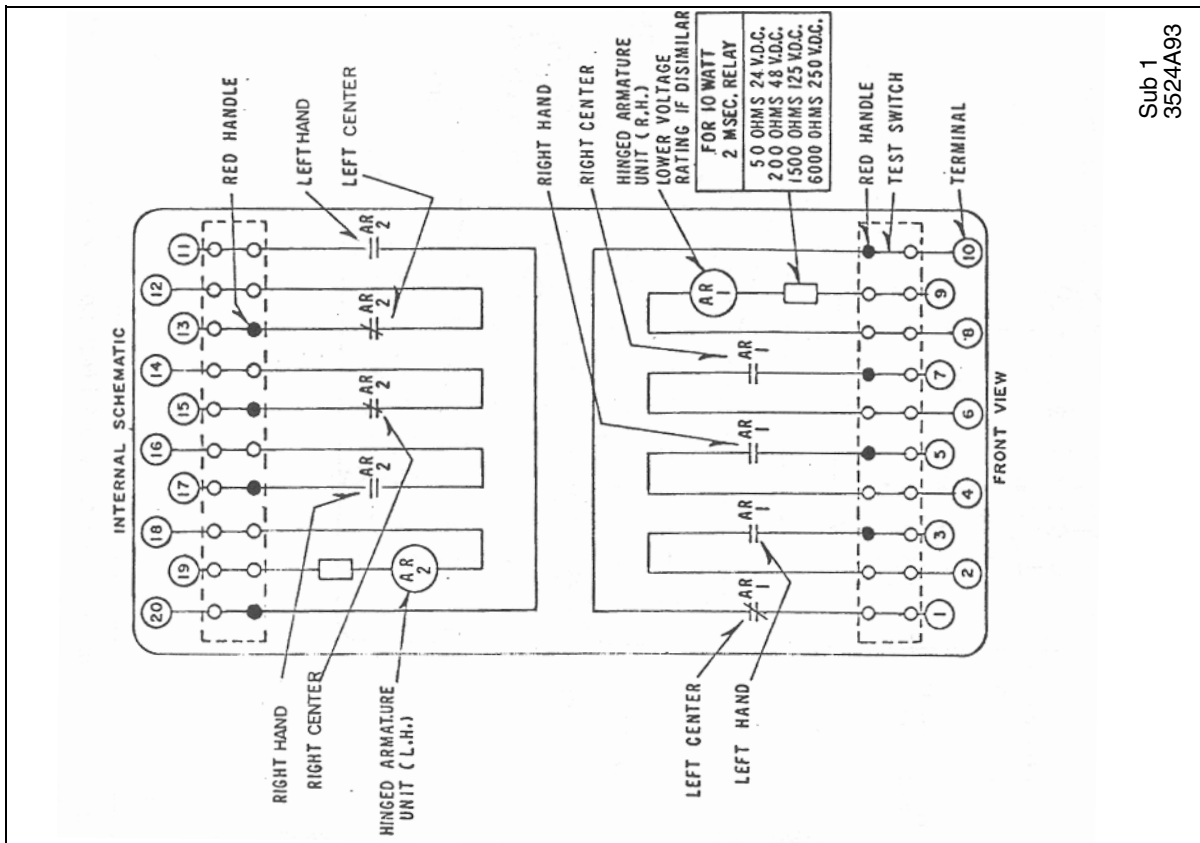 INTERNAL SCHEMATIC
11
12
13
14
15
16
17
18
19
20
RED HANDLE
LEFT HAND
LEFT CENTER
AR
2
AR
2
AR
2
AR
2
AR
2
RIGHT HAND
RIGHT CENTER
HINGED ARMATURE
UNIT (L.H.)
RIGHT HAND
RIGHT CENTER
HINGED ARMATURE
UNIT (R.H.)
LOWER VOLTAGE
RATING IF DISIMILAR
FOR 10 WATT
2 MSEC. RELAY
50 OHMS 24 V.D.C.
200 OHMS 48 V.D.C.
1500 OHMS 125 V.D.C.
6000 OHMS 250 V.D.C.
RED HANDLE
TEST SWITCH
TERMINAL
AR
1
AR
1
AR
1
AR
1
AR
1
LEFT CENTER
LEFT HAND
10
9
8
7
6
5
4
3
2
1
FRONT VIEW
Sub 1
3524A93